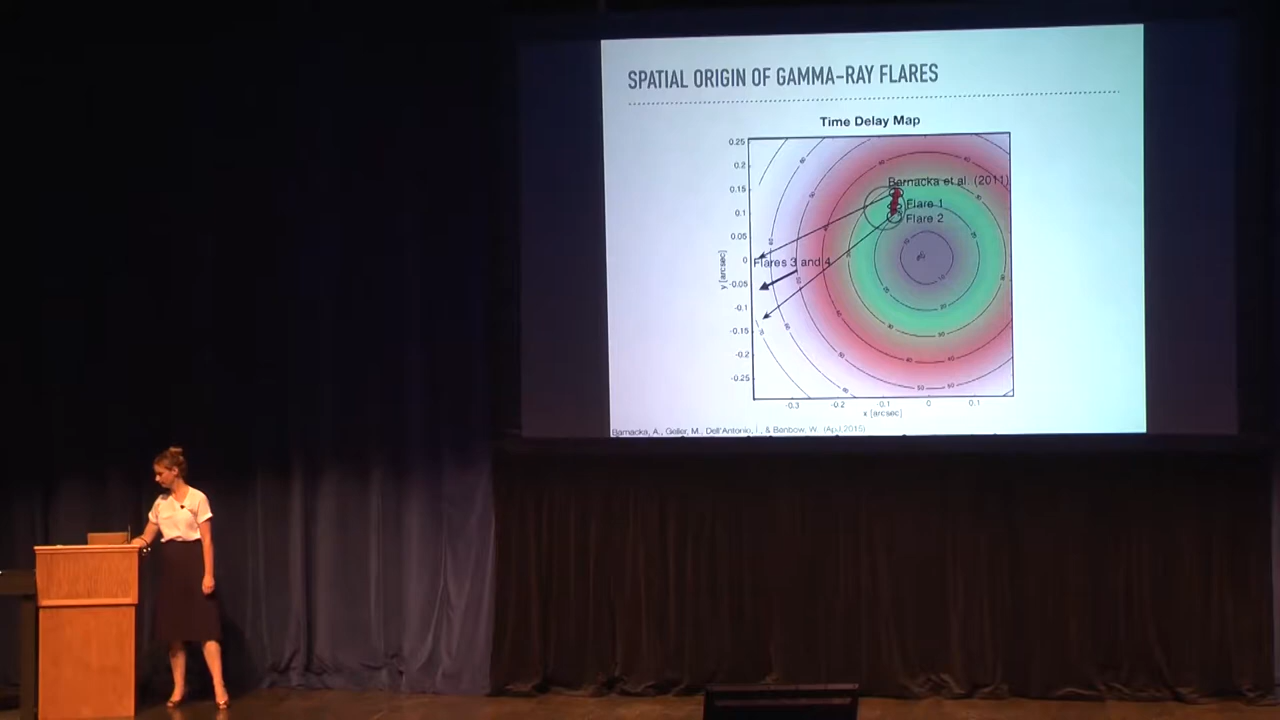 SPATIAL ORIGIN OF GAMMA-RAY FLARES
Time Delay Map
0.25
0.2
0.15
0.1
0.05
0
-0.05
-0.1
-0.15
-0.2
-0.25
y [arcsec]
Barnacka et al. (2011)
Flare 1
Flare 2
Flares 3 and 4
-0.3
-0.2
-0.1
0
0.1
x [arcsec]
Barnacka, A., Geller, M., Dell'Antonio, I., & Benbow, W. (ApJ,2015)